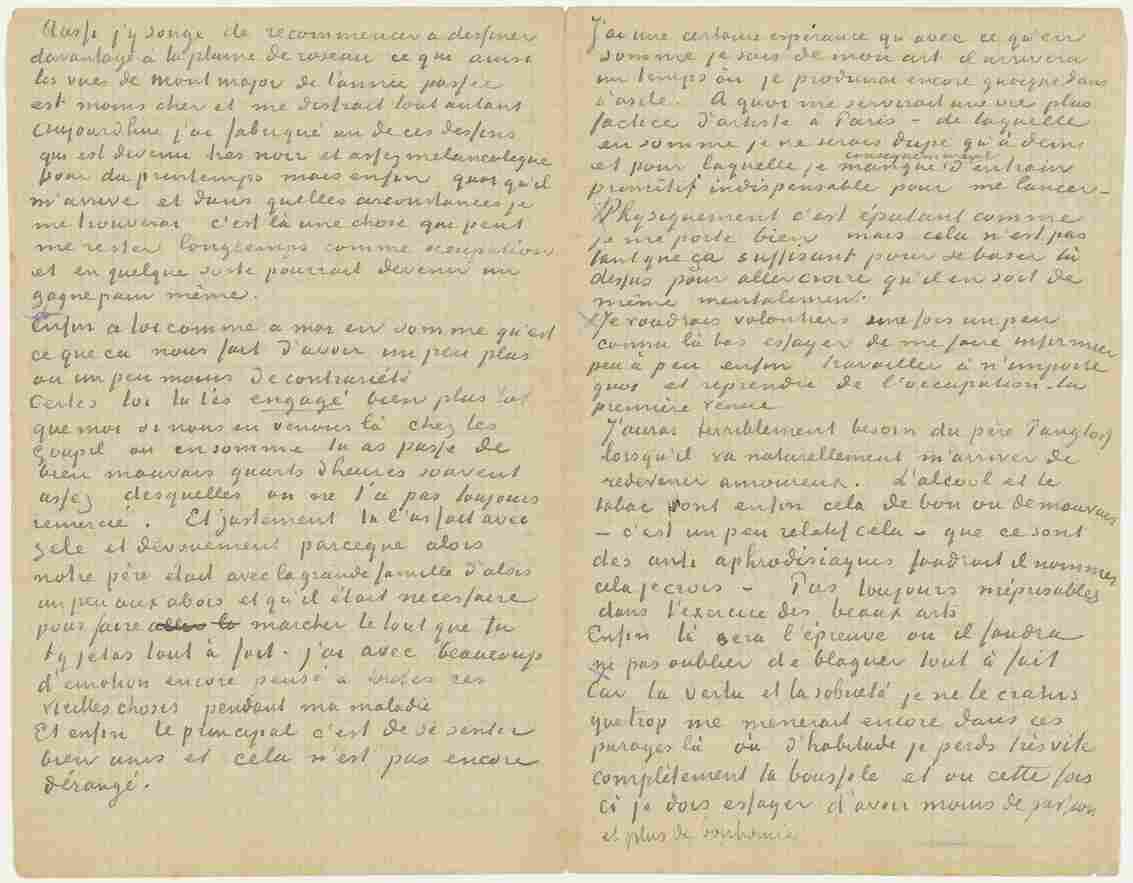 Aussi j'y songe de recommencer à dessiner
davantage à la plume de roseau ce qui ainsi
les vues de Mont major de l'année passée
est moins cher et me distrait tout autant
Aujourdhui j'ai fabriqué un de ces dessins
qui est devenu très noir et assez melancolique
pour du printemps mais enfin quoi qu'il
m'arrive et dans quelles circonstances je
me trouverai c'est là une chose qui peut
me rester longtemps comme occupation
et en quelque sorte pourrait devenir un
gagne pain même.
Enfin à toi comme à moi en somme qu'est
ce que ca nous fait d'avoir un peu plus
ou un peu moins de contrariété
Certes toi tu t'es engagé bien plus tot
que moi si nous en venons là chez les
Goupil où en somme tu as passé de
bien mauvais quarts d'heures souvent
assez desquelles on ne t'a pas toujours
remercié. Et justement tu l'as fait avec
zele et dévouement parceque alors
notre père était avec la grande famille d'alors
un peu aux abois et qu'il était necessaire
pour faire aller la marcher le tout que tu
t'y jetas tout à fait. j'ai avec beaucoup
d'emotion encore pensé à toutes ces
vieilles choses pendant ma maladie
Et enfin le principal c'est de se sentir
bien unis et cela n'est pas encore
dérangé.
J'ai une certaine espérance qu'avec ce qu'en
somme je sais de mon art il arrivera
un temps où je produirai encore quoique dans
l'asile. A quoi me servirait une vie plus
factice d'artiste à Paris – de laquelle
en somme je ne serais dupe qu'à demi
et pour laquelle je manque consequemment d'entrain
primitif indispensable pour me lancer –
Physiquement c'est épatant comme
je me porte bien mais cela n'est pas
tant que ça suffisant pour se baser là
dessus pour aller croire qu'il en soit de
même mentalement.
Je voudrais volontiers une fois un peu
connu là bas essayer de me faire infirmier
peu à peu enfin travailler à n'importe
quoi et reprendre de l'occupation – la
première venue
J'aurai terriblement besoin du père Pangloss
lorsqu'il va naturellement m'arriver de
redevenir amoureux. L'alcool et le
tabac ont enfin cela de bon ou de mauvais
– c'est un peu relatif cela – que ce sont
des anti aphrodisiaques faudrait il nommer
cela je crois – Pas toujours méprisables
dans l'exercice des beaux arts
Enfin là sera l'épreuve où il faudra
ne pas oublier de blaguer tout à fait
Car la vertu et la sobriété je ne le crains
que trop me menerait encore dans ces
parages là où d'habitude je perds très vite
complètement la boussole et où cette fois
ci je dois essayer d'avoir moins de passion
et plus de bonhomie